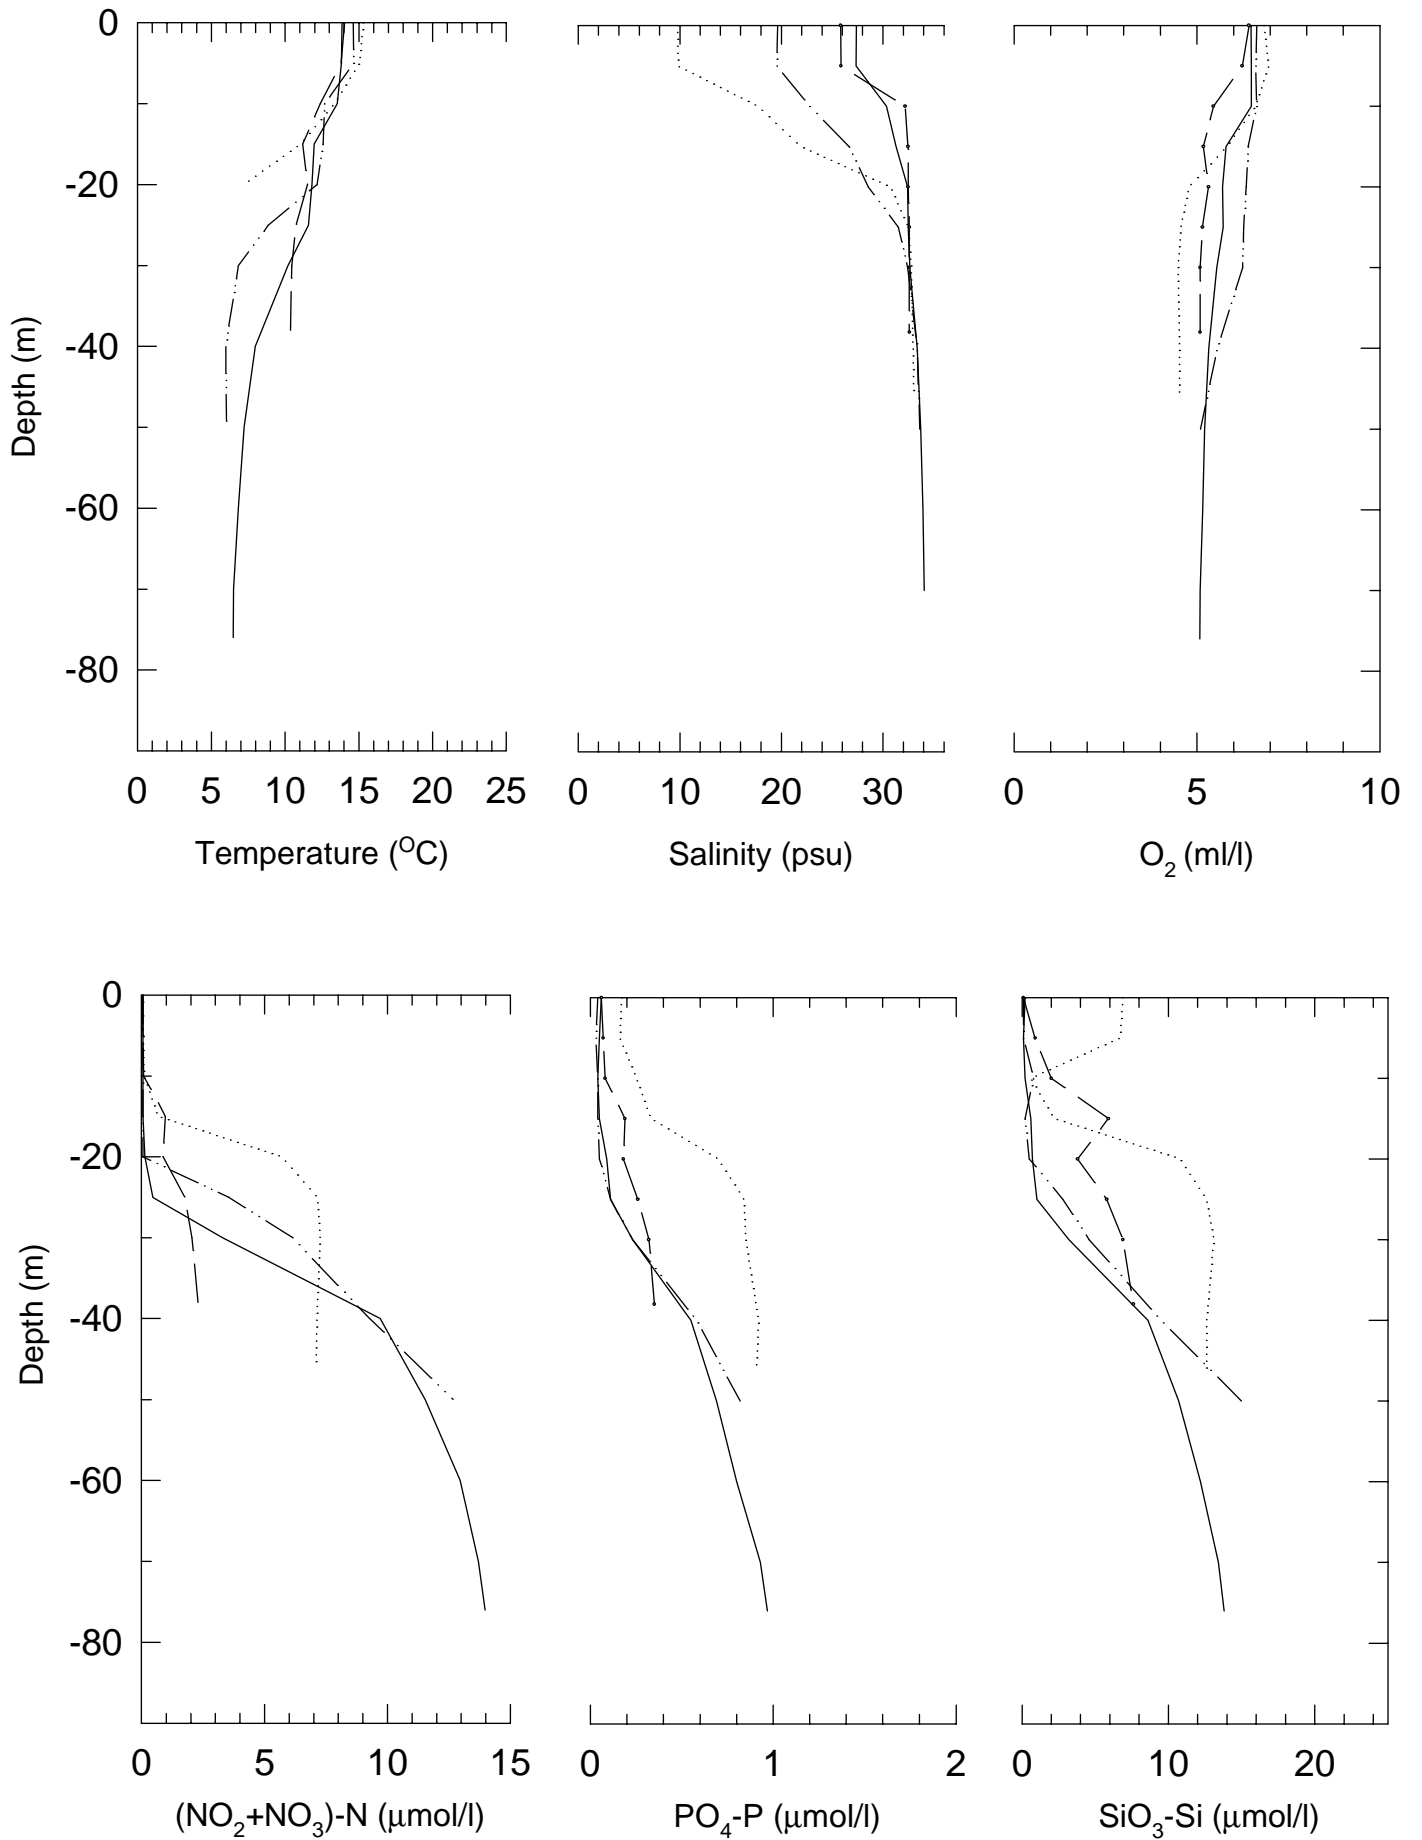 0
-20
-40
-60
-80
Depth (m)
0 5 10 15 20 25
0 10 20 30
0 5 10
Temperature (OC)
Salinity (psu)
O2 (ml/l)
0
-20
-40
-60
-80
Depth (m)
0 5 10 15
0 1 2
0 10 20
(NO2+NO3)-N (μmol/l)
PO4-P (μmol/l)
SiO3-Si (μmol/l)